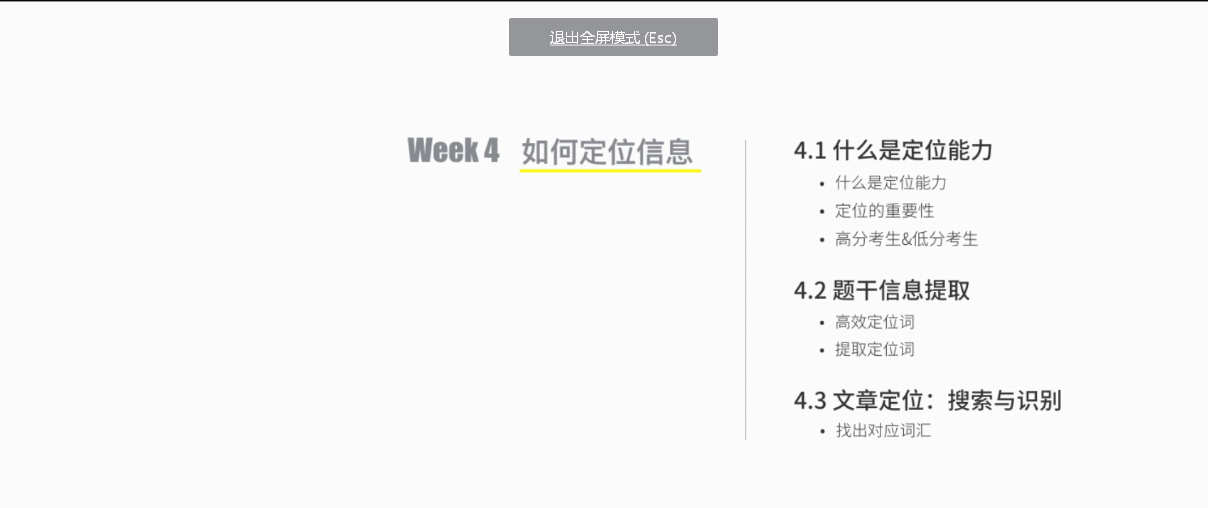 退出全屏模式 (Esc)
Week 4 如何定位信息
4.1 什么是定位能力
• 什么是定位能力
• 定位的重要性
• 高分考生&低分考生
4.2 题干信息提取
• 高效定位词
• 提取定位词
4.3 文章定位：搜索与识别
• 找出对应词汇